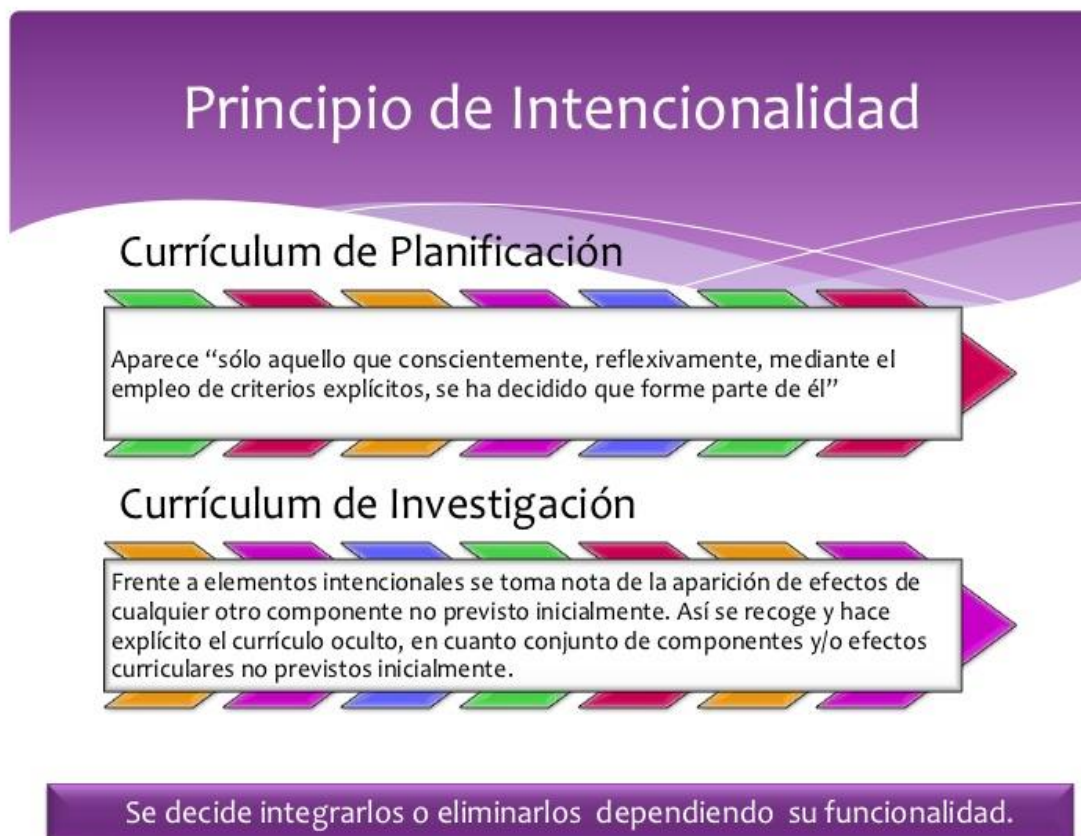 Principio de Intencionalidad
Currículum de Planificación
Aparece “sólo aquello que conscientemente, reflexivamente, mediante el
empleo de criterios explícitos, se ha decidido que forme parte de él”
Currículum de Investigación
Frente a elementos intencionales se toma nota de la aparición de efectos de
cualquier otro componente no previsto inicialmente. Así se recoge y hace
explícito el currículo oculto, en cuanto conjunto de componentes y/o efectos
curriculares no previstos inicialmente.
Se decide integrarlos o eliminarlos dependiendo su funcionalidad.